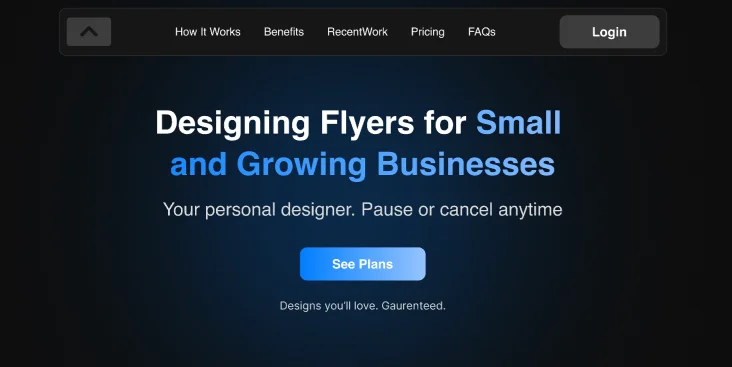 How It Works Benefits RecentWork Pricing FAQs Login
Designing Flyers for Small
and Growing Businesses
Your personal designer. Pause or cancel anytime
See Plans
Designs you'll love. Gaurenteed.